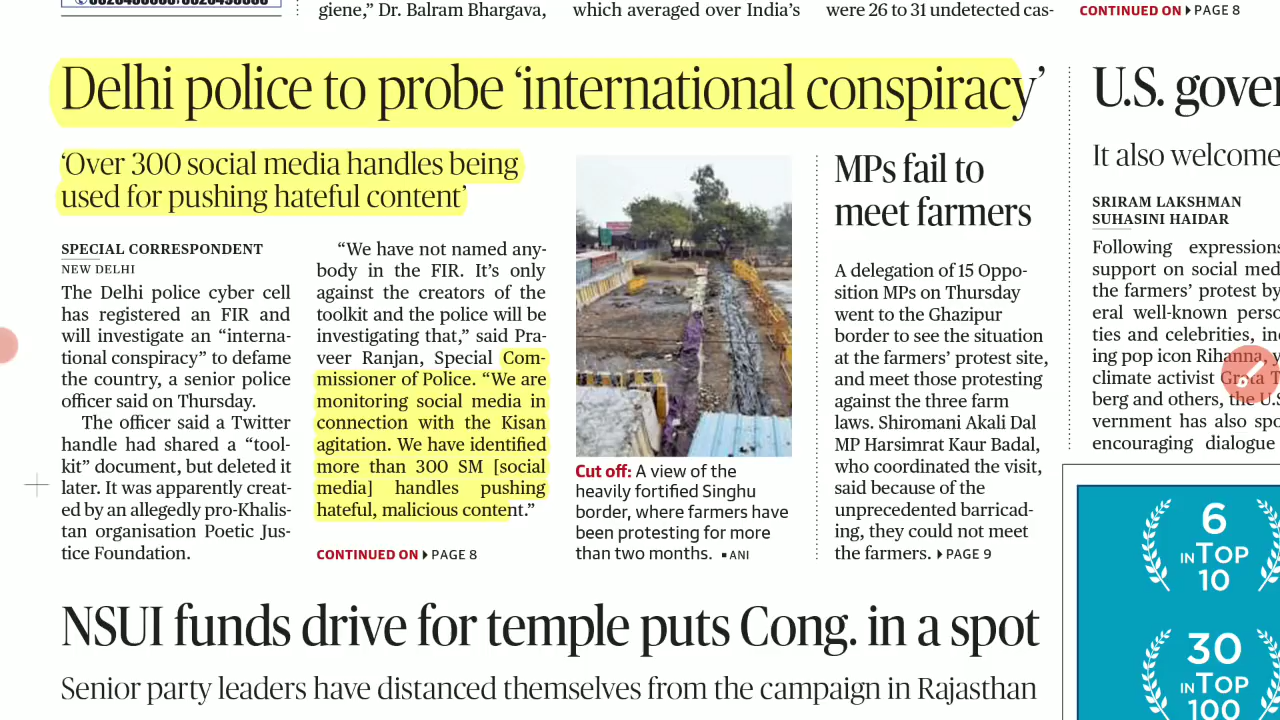 giene,” Dr. Balram Bhargava,
which averaged over India’s
were 26 to 31 undetected cas-
CONTINUED ON PAGE 8
Delhi police to probe ‘international conspiracy’
‘Over 300 social media handles being
used for pushing hateful content’
SPECIAL CORRESPONDENT
NEW DELHI
The Delhi police cyber cell
has registered an FIR and
will investigate an “interna-
tional conspiracy” to defame
the country, a senior police
officer said on Thursday.
The officer said a Twitter
handle had shared a “tool-
kit” document, but deleted it
later. It was apparently creat-
ed by an allegedly pro-Khalis-
tan organisation Poetic Jus-
tice Foundation.
“We have not named any-
body in the FIR. It’s only
against the creators of the
toolkit and the police will be
investigating that,” said Pra-
veer Ranjan, Special Com-
missioner of Police. “We are
monitoring social media in
connection with the Kisan
agitation. We have identified
more than 300 SM [social
media] handles pushing
hateful, malicious content.”
CONTINUED ON PAGE 8
Cut off: A view of the
heavily fortified Singhu
border, where farmers have
been protesting for more
than two months. ▪ ANI
MPs fail to
meet farmers
A delegation of 15 Oppo-
sition MPs on Thursday
went to the Ghazipur
border to see the situation
at the farmers’ protest site,
and meet those protesting
against the three farm
laws. Shiromani Akali Dal
MP Harsimrat Kaur Badal,
who coordinated the visit,
said because of the
unprecedented barricad-
ing, they could not meet
the farmers. PAGE 9
U.S. gover
It also welcome
SRIRAM LAKSHMAN
SUHASINI HAIDAR
Following expressions
support on social med
the farmers’ protest by
eral well-known perso
ties and celebrities, inc
ing pop icon Rihanna, y
climate activist Greta T
berg and others, the U.S
vernment has also spo
encouraging dialogue
6
IN TOP
10
30
IN TOP
100
NSUI funds drive for temple puts Cong. in a spot
Senior party leaders have distanced themselves from the campaign in Rajasthan